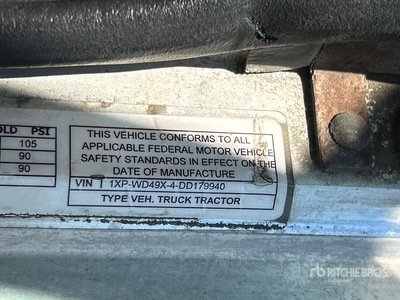 OLD PSI
105
90
90
THIS VEHICLE CONFORMS TO ALL
APPLICABLE FEDERAL MOTOR VEHICLE
SAFETY STANDARDS IN EFFECT ON THE
DATE OF MANUFACTURE
VIN 1XP-WD49X-4-DD179940
TYPE VEH. TRUCK TRACTOR
rb RITCHIE BROS.